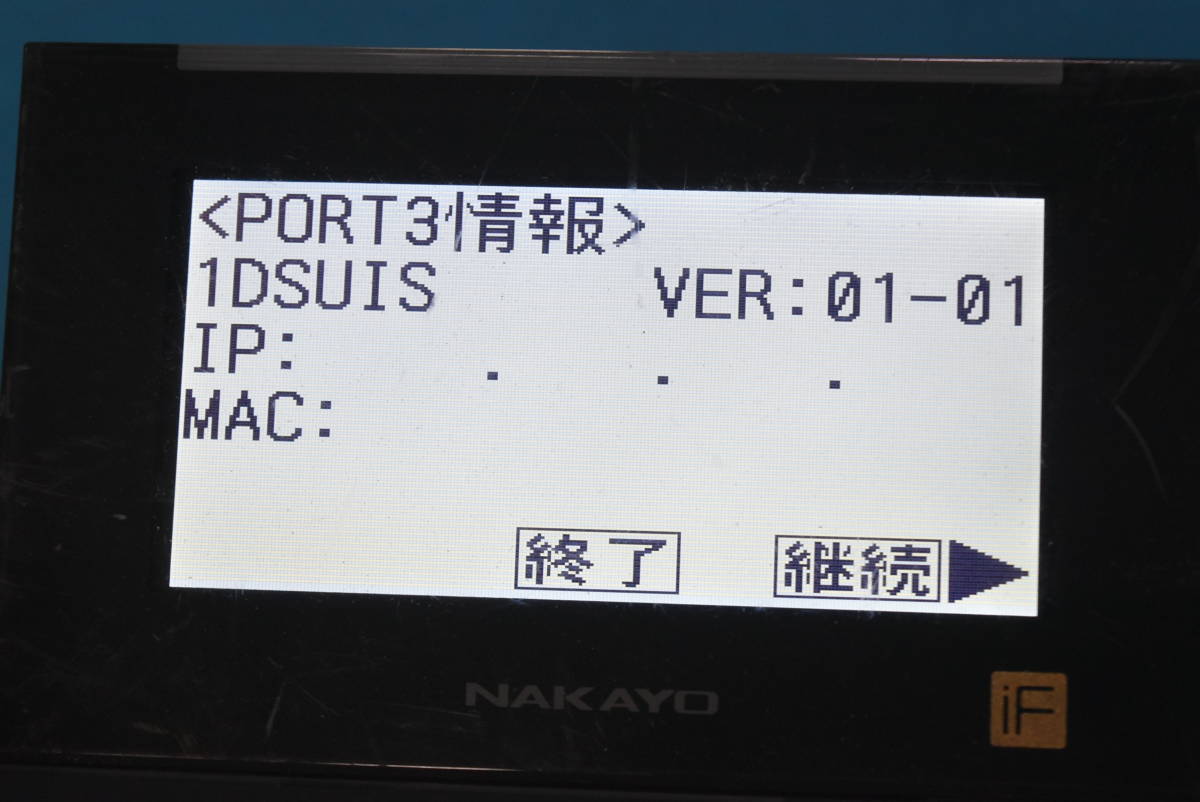 <PORT3情報>
1DSUIS VER:01-01
IP: . . .
MAC:
終了 継続
NAKAYO
iF